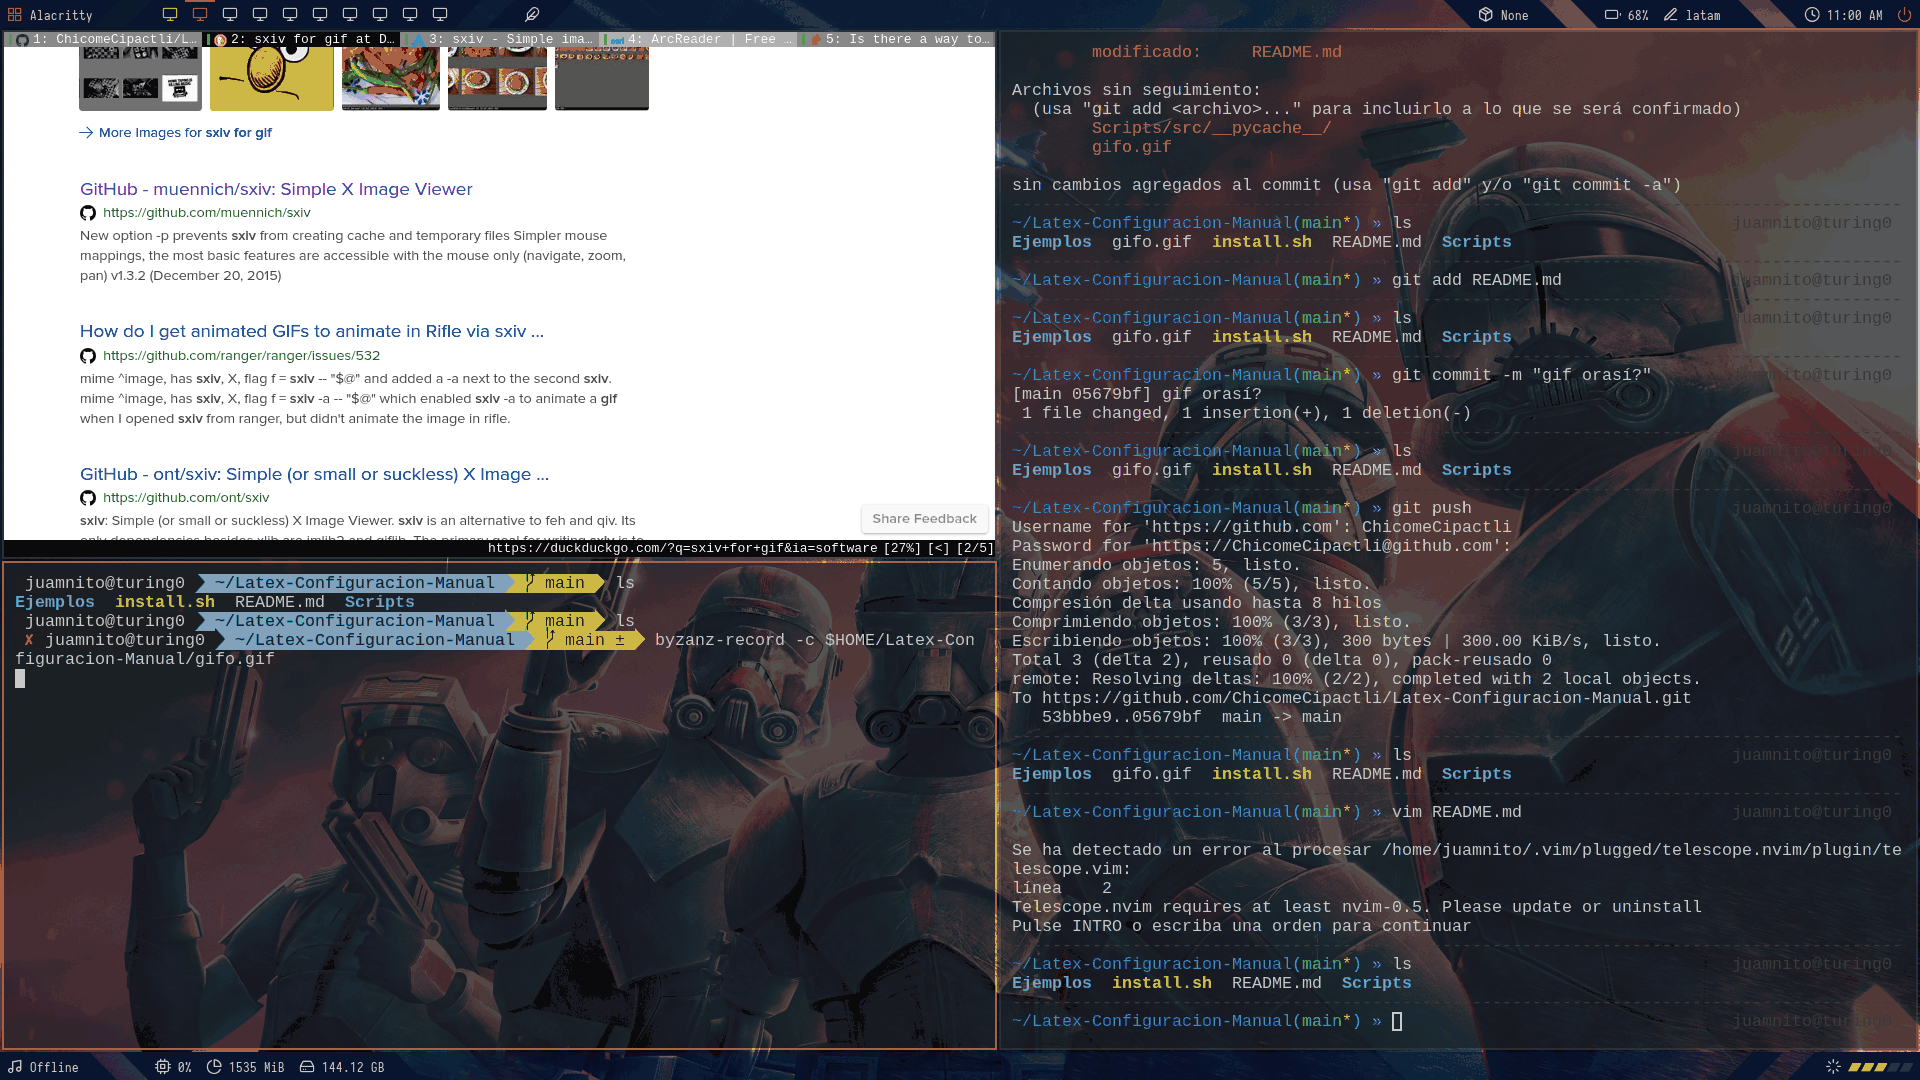 Alacritty
None
68%
latam
11:00 AM
1: ChicomeCipactli/L…
2: sxiv for gif at D…
3: sxiv - Simple ima…
4: ArcReader | Free …
5: Is there a way to…
→ More Images for sxiv for gif
GitHub - muennich/sxiv: Simple X Image Viewer
https://github.com/muennich/sxiv
New option -p prevents sxiv from creating cache and temporary files Simpler mouse
mappings, the most basic features are accessible with the mouse only (navigate, zoom,
pan) v1.3.2 (December 20, 2015)
How do I get animated GIFs to animate in Rifle via sxiv ...
https://github.com/ranger/ranger/issues/532
mime ^image, has sxiv, X, flag f = sxiv -- "$@" and added a -a next to the second sxiv.
mime ^image, has sxiv, X, flag f = sxiv -a -- "$@" which enabled sxiv -a to animate a gif
when I opened sxiv from ranger, but didn't animate the image in rifle.
GitHub - ont/sxiv: Simple (or small or suckless) X Image ...
https://github.com/ont/sxiv
sxiv: Simple (or small or suckless) X Image Viewer. sxiv is an alternative to feh and qiv. Its
only dependencies besides xlib are imlib2 and giflib. The primary goal for writing sxiv is to
Share Feedback
https://duckduckgo.com/?q=sxiv+for+gif&ia=software [27%] [<] [2/5]
juamnito@turing0 ~/Latex-Configuracion-Manual main ls
Ejemplos install.sh README.md Scripts
juamnito@turing0 ~/Latex-Configuracion-Manual main ls
✘ juamnito@turing0 ~/Latex-Configuracion-Manual main ± byzanz-record -c $HOME/Latex-Con
figuracion-Manual/gifo.gif
modificado: README.md
Archivos sin seguimiento:
(usa "git add <archivo>..." para incluirlo a lo que se será confirmado)
Scripts/src/__pycache__/
gifo.gif
sin cambios agregados al commit (usa "git add" y/o "git commit -a")
~/Latex-Configuracion-Manual(main*) » ls juamnito@turing0
Ejemplos gifo.gif install.sh README.md Scripts
~/Latex-Configuracion-Manual(main*) » git add README.md juamnito@turing0
~/Latex-Configuracion-Manual(main*) » ls juamnito@turing0
Ejemplos gifo.gif install.sh README.md Scripts
~/Latex-Configuracion-Manual(main*) » git commit -m "gif orasí?" juamnito@turing0
[main 05679bf] gif orasí?
1 file changed, 1 insertion(+), 1 deletion(-)
~/Latex-Configuracion-Manual(main*) » ls juamnito@turing0
Ejemplos gifo.gif install.sh README.md Scripts
~/Latex-Configuracion-Manual(main*) » git push juamnito@turing0
Username for 'https://github.com': ChicomeCipactli
Password for 'https://ChicomeCipactli@github.com':
Enumerando objetos: 5, listo.
Contando objetos: 100% (5/5), listo.
Compresión delta usando hasta 8 hilos
Comprimiendo objetos: 100% (3/3), listo.
Escribiendo objetos: 100% (3/3), 300 bytes | 300.00 KiB/s, listo.
Total 3 (delta 2), reusado 0 (delta 0), pack-reusado 0
remote: Resolving deltas: 100% (2/2), completed with 2 local objects.
To https://github.com/ChicomeCipactli/Latex-Configuracion-Manual.git
53bbbe9..05679bf main -> main
~/Latex-Configuracion-Manual(main*) » ls juamnito@turing0
Ejemplos gifo.gif install.sh README.md Scripts
~/Latex-Configuracion-Manual(main*) » vim README.md juamnito@turing0
Se ha detectado un error al procesar /home/juamnito/.vim/plugged/telescope.nvim/plugin/te
lescope.vim:
línea 2
Telescope.nvim requires at least nvim-0.5. Please update or uninstall
Pulse INTRO o escriba una orden para continuar
~/Latex-Configuracion-Manual(main*) » ls juamnito@turing0
Ejemplos install.sh README.md Scripts
~/Latex-Configuracion-Manual(main*) » juamnito@turing0
Offline
0%
1535 MiB
144.12 GB